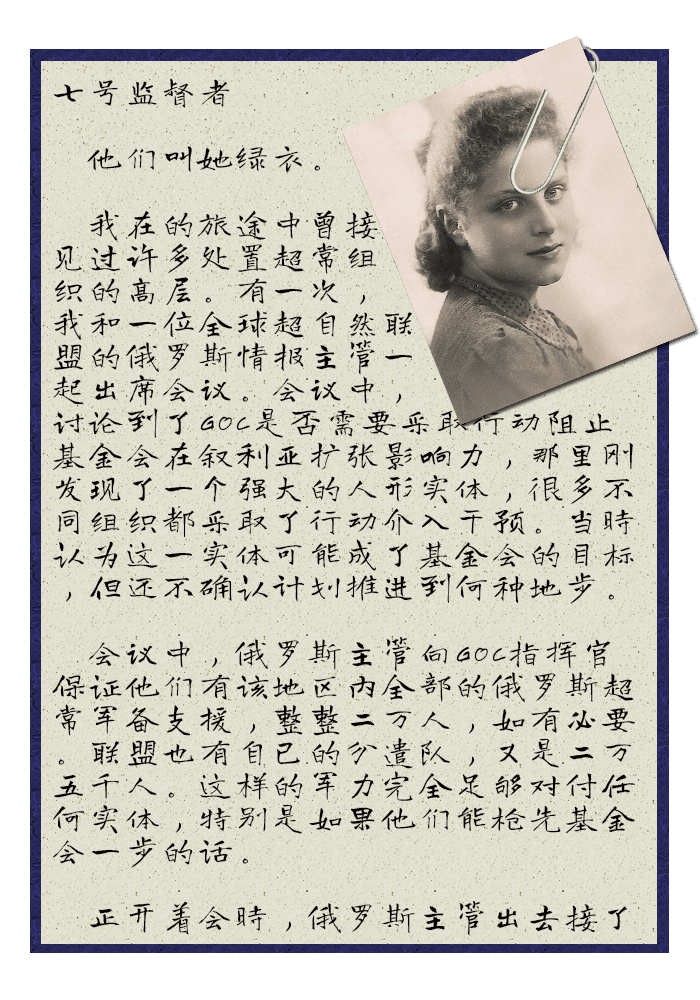 七号监督者
他们叫她绿衣。
我在的旅途中曾接
见过许多处置超常组
织的高层。有一次，
我和一位全球超自然联
盟的俄罗斯情报主管一
起出席会议。会议中，
讨论到了GOC是否需要采取行动阻止
基金会在叙利亚扩张影响力，那里刚
发现了一个强大的人形实体，很多不
同组织都采取了行动介入干预。当時
认为这一实体可能成了基金会的目标
，但还不确认计划推进到何种地步。
会议中，俄罗斯主管向GOC指挥官
保证他们有该地区内全部的俄罗斯超
常军备支援，整整二万人，如有必要
。联盟也有自己的分遣队，又是二万
五千人。这样的军力完全足够对付任
何实体，特别是如果他们能枪先基金
会一步的话。
正开着会時，俄罗斯主管出去接了